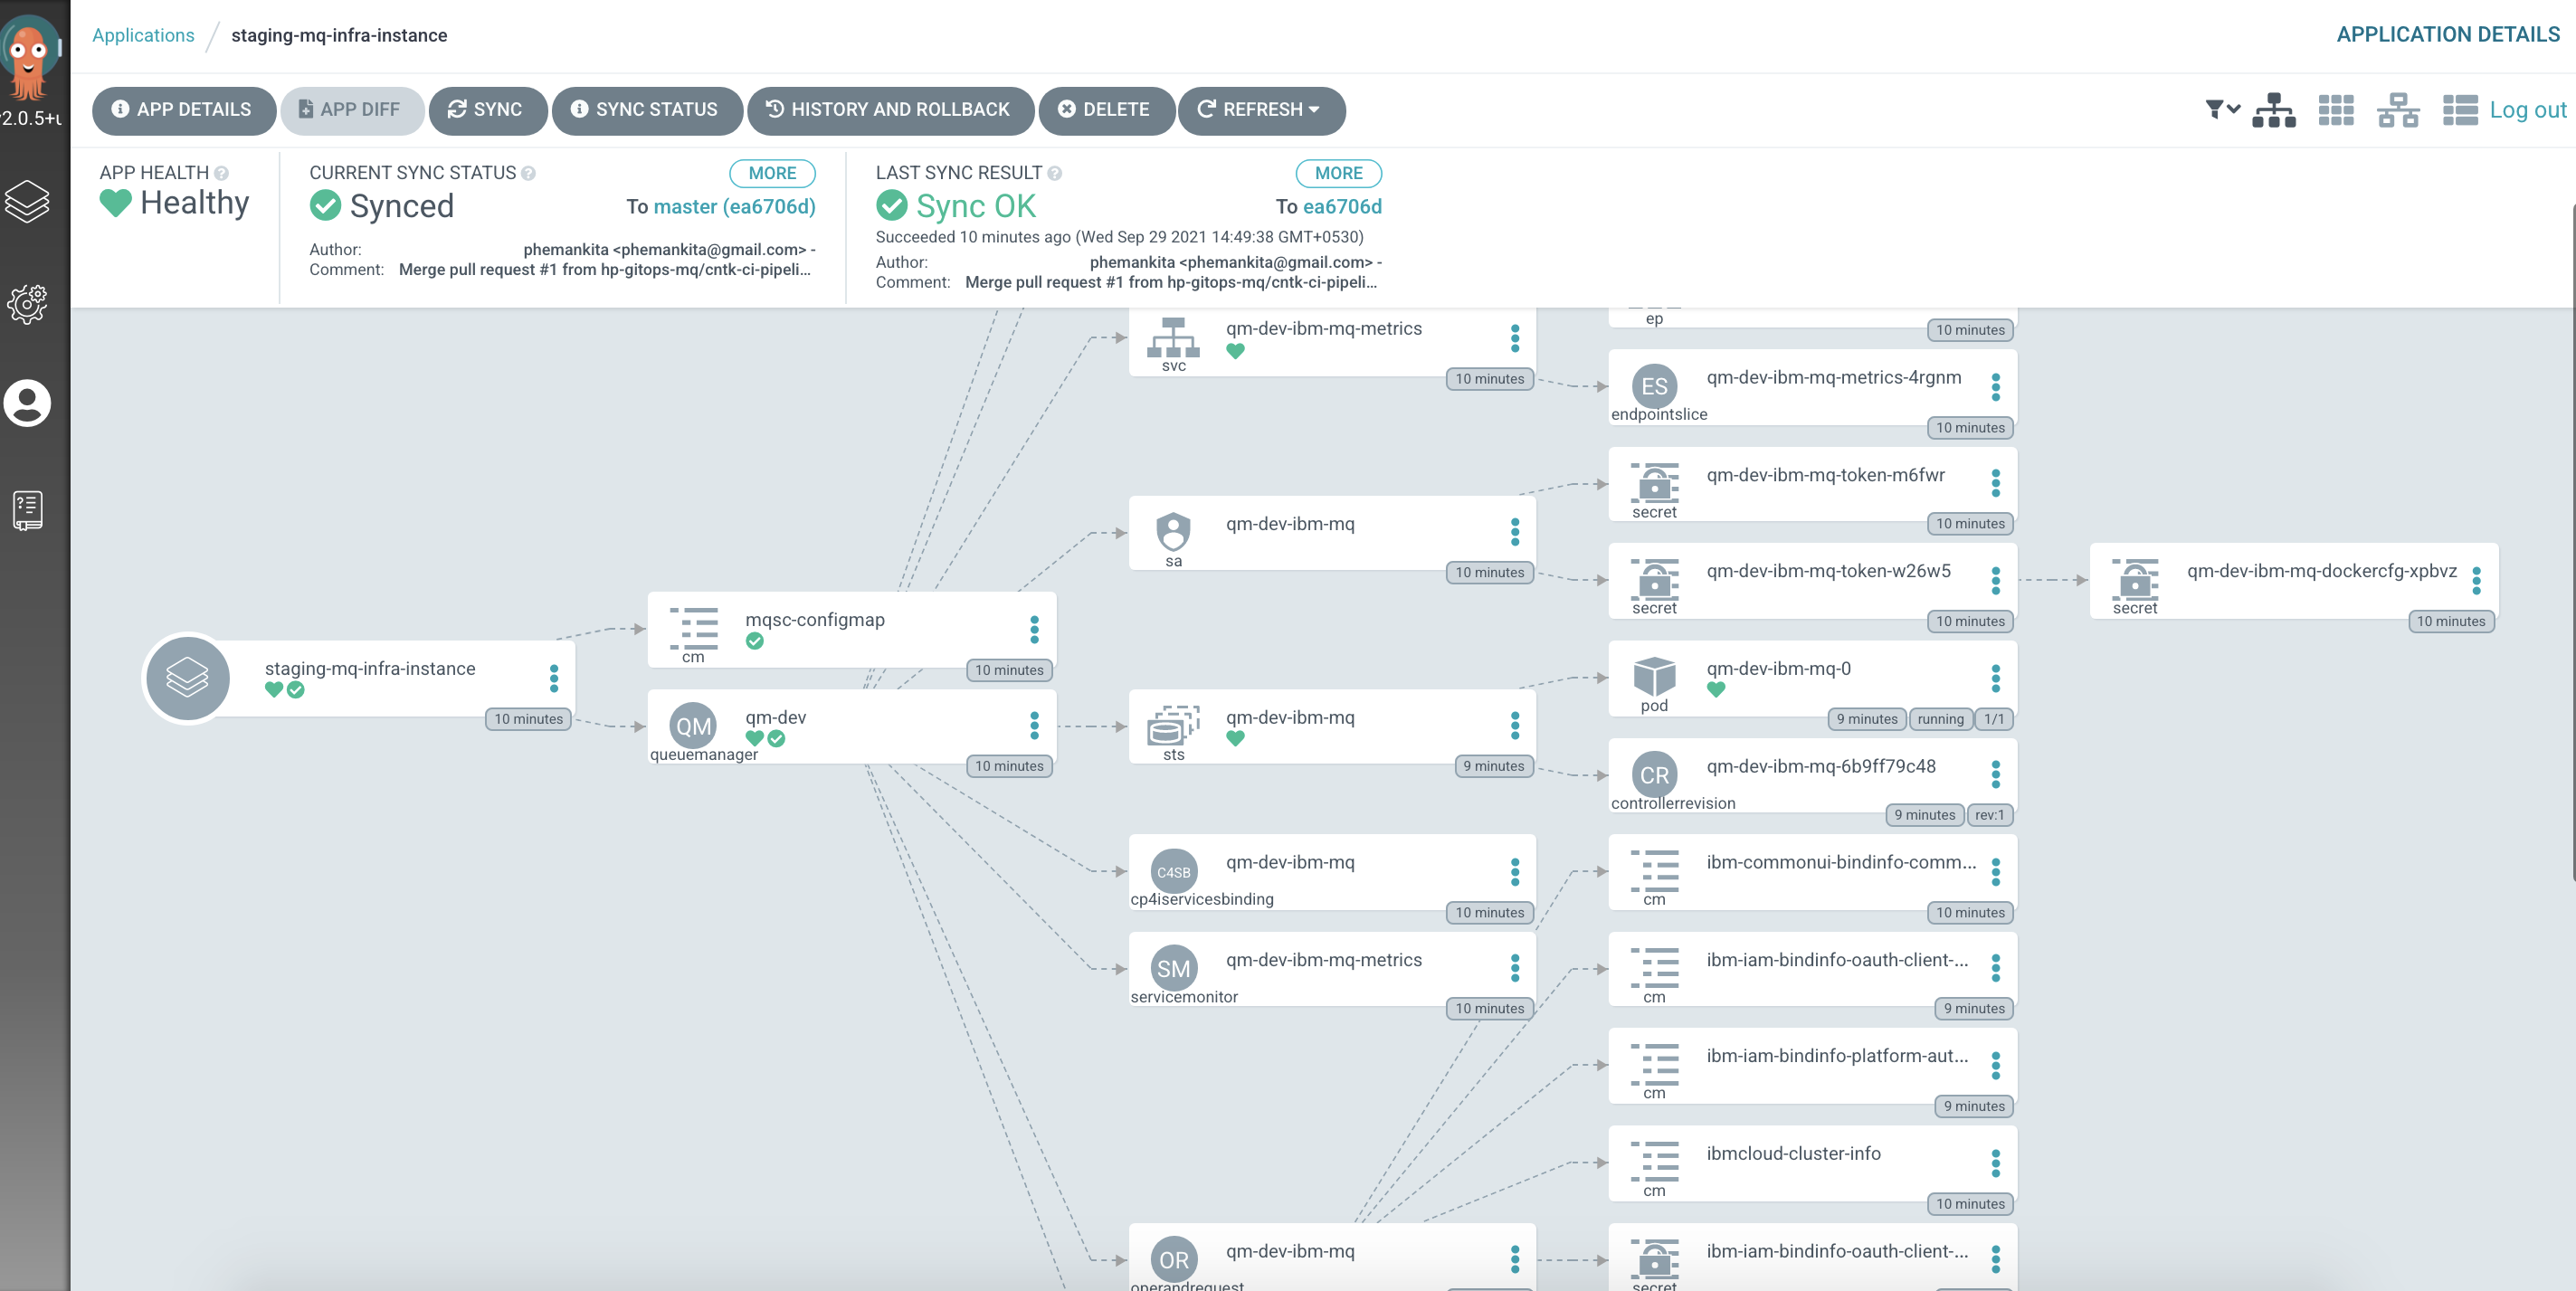 Applications / staging-mq-infra-instance
APPLICATION DETAILS
v2.0.5+u
APP DETAILS
APP DIFF
SYNC
SYNC STATUS
HISTORY AND ROLLBACK
DELETE
REFRESH
Log out
APP HEALTH
Healthy
CURRENT SYNC STATUS
MORE
Synced
To master (ea6706d)
Author: phemankita <phemankita@gmail.com> -
Comment: Merge pull request #1 from hp-gitops-mq/cntk-ci-pipeli...
LAST SYNC RESULT
MORE
Sync OK
To ea6706d
Succeeded 10 minutes ago (Wed Sep 29 2021 14:49:38 GMT+0530)
Author: phemankita <phemankita@gmail.com> -
Comment: Merge pull request #1 from hp-gitops-mq/cntk-ci-pipeli...
staging-mq-infra-instance
10 minutes
mqsc-configmap
cm
10 minutes
QM
qm-dev
queuemanager
10 minutes
qm-dev-ibm-mq-metrics
svc
10 minutes
qm-dev-ibm-mq
sa
10 minutes
qm-dev-ibm-mq
sts
9 minutes
C4SB
qm-dev-ibm-mq
cp4iservicesbinding
10 minutes
SM
qm-dev-ibm-mq-metrics
servicemonitor
10 minutes
OR
qm-dev-ibm-mq
operandrequest
ep
10 minutes
ES
qm-dev-ibm-mq-metrics-4rgnm
endpointslice
10 minutes
qm-dev-ibm-mq-token-m6fwr
secret
10 minutes
qm-dev-ibm-mq-token-w26w5
secret
10 minutes
qm-dev-ibm-mq-0
pod
9 minutes running 1/1
CR
qm-dev-ibm-mq-6b9ff79c48
controllerrevision
9 minutes rev:1
ibm-commonui-bindinfo-comm...
cm
10 minutes
ibm-iam-bindinfo-oauth-client-...
cm
9 minutes
ibm-iam-bindinfo-platform-aut...
cm
9 minutes
ibmcloud-cluster-info
cm
10 minutes
ibm-iam-bindinfo-oauth-client-...
secret
qm-dev-ibm-mq-dockercfg-xpbvz
secret
10 minutes